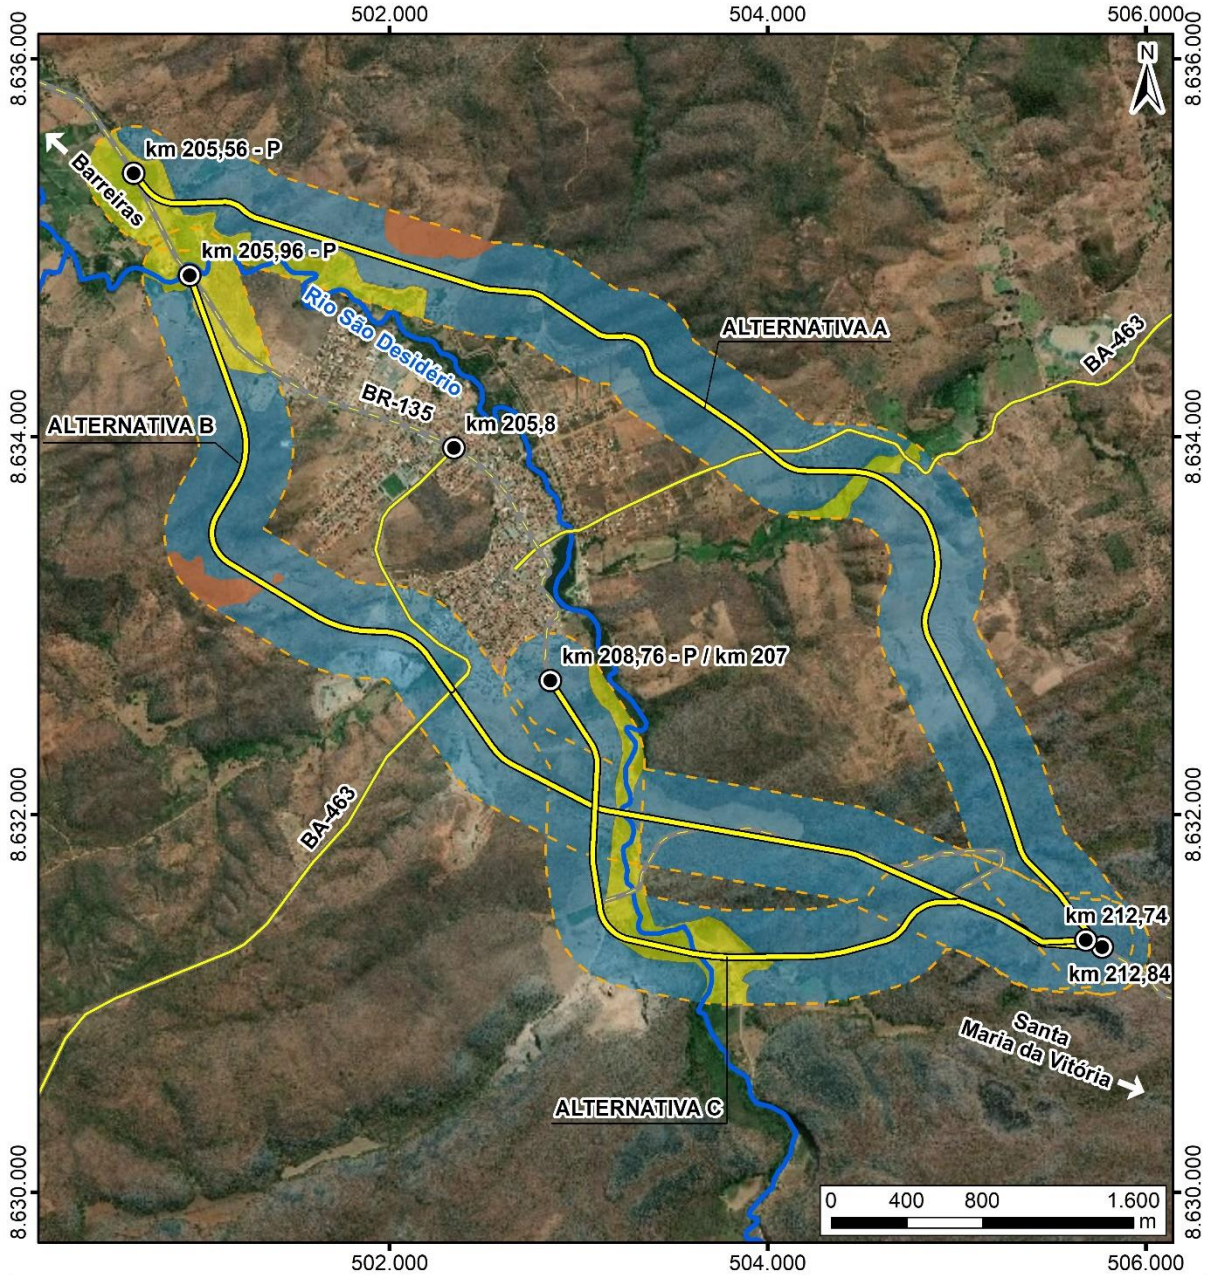 502.000
504.000
506.000
8.636.000
8.636.000
N
km 205,56 - P
Barreiras
km 205,96 - P
Rio São Desidério
ALTERNATIVA A
BA-463
BR-135
km 205,8
ALTERNATIVA B
8.634.000
8.634.000
km 208,76 - P / km 207
BA-463
8.632.000
8.632.000
km 212,74
km 212,84
Santa
Maria da Vitória
ALTERNATIVA C
8.630.000
8.630.000
0 400 800 1.600
m
502.000
504.000
506.000